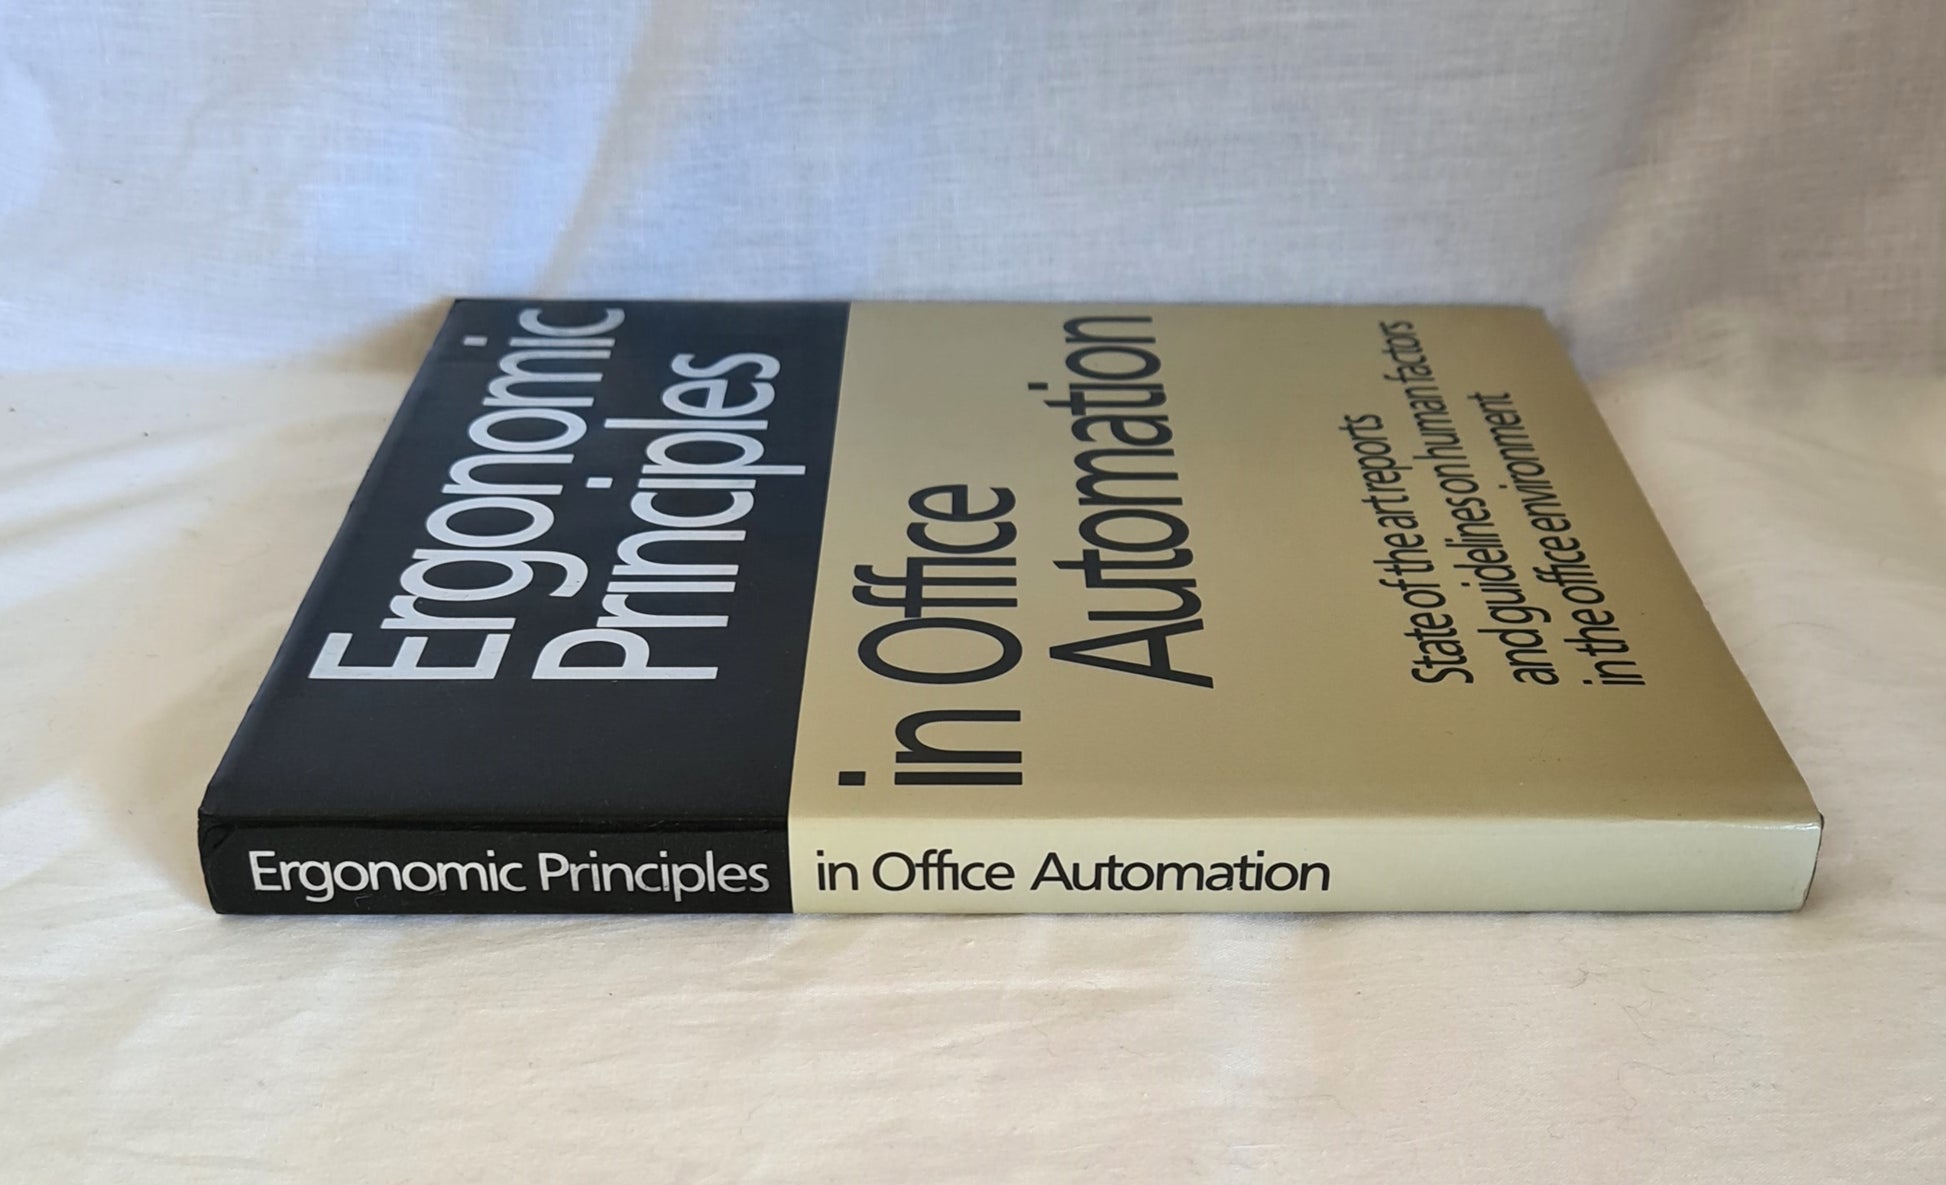 Ergonomic
Principles
in Office
Automation
State of the art reports
and guidelines on human factors
in the office environment
Ergonomic Principles in Office Automation